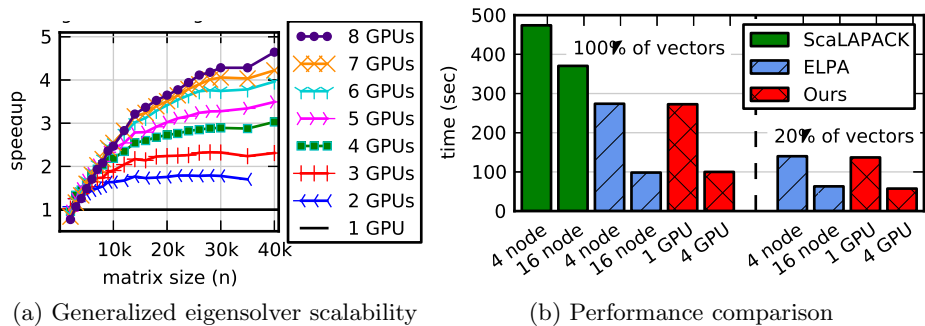 speedup
5
4
3
2
1
10k 20k 30k 40k
matrix size (n)
8 GPUs
7 GPUs
6 GPUs
5 GPUs
4 GPUs
3 GPUs
2 GPUs
1 GPU
(a) Generalized eigensolver scalability
time (sec)
500
400
300
200
100
0
100% of vectors
20% of vectors
ScaLAPACK
ELPA
Ours
4 node
16 node
4 node
16 node
1 GPU
4 GPU
4 node
16 node
1 GPU
4 GPU
(b) Performance comparison